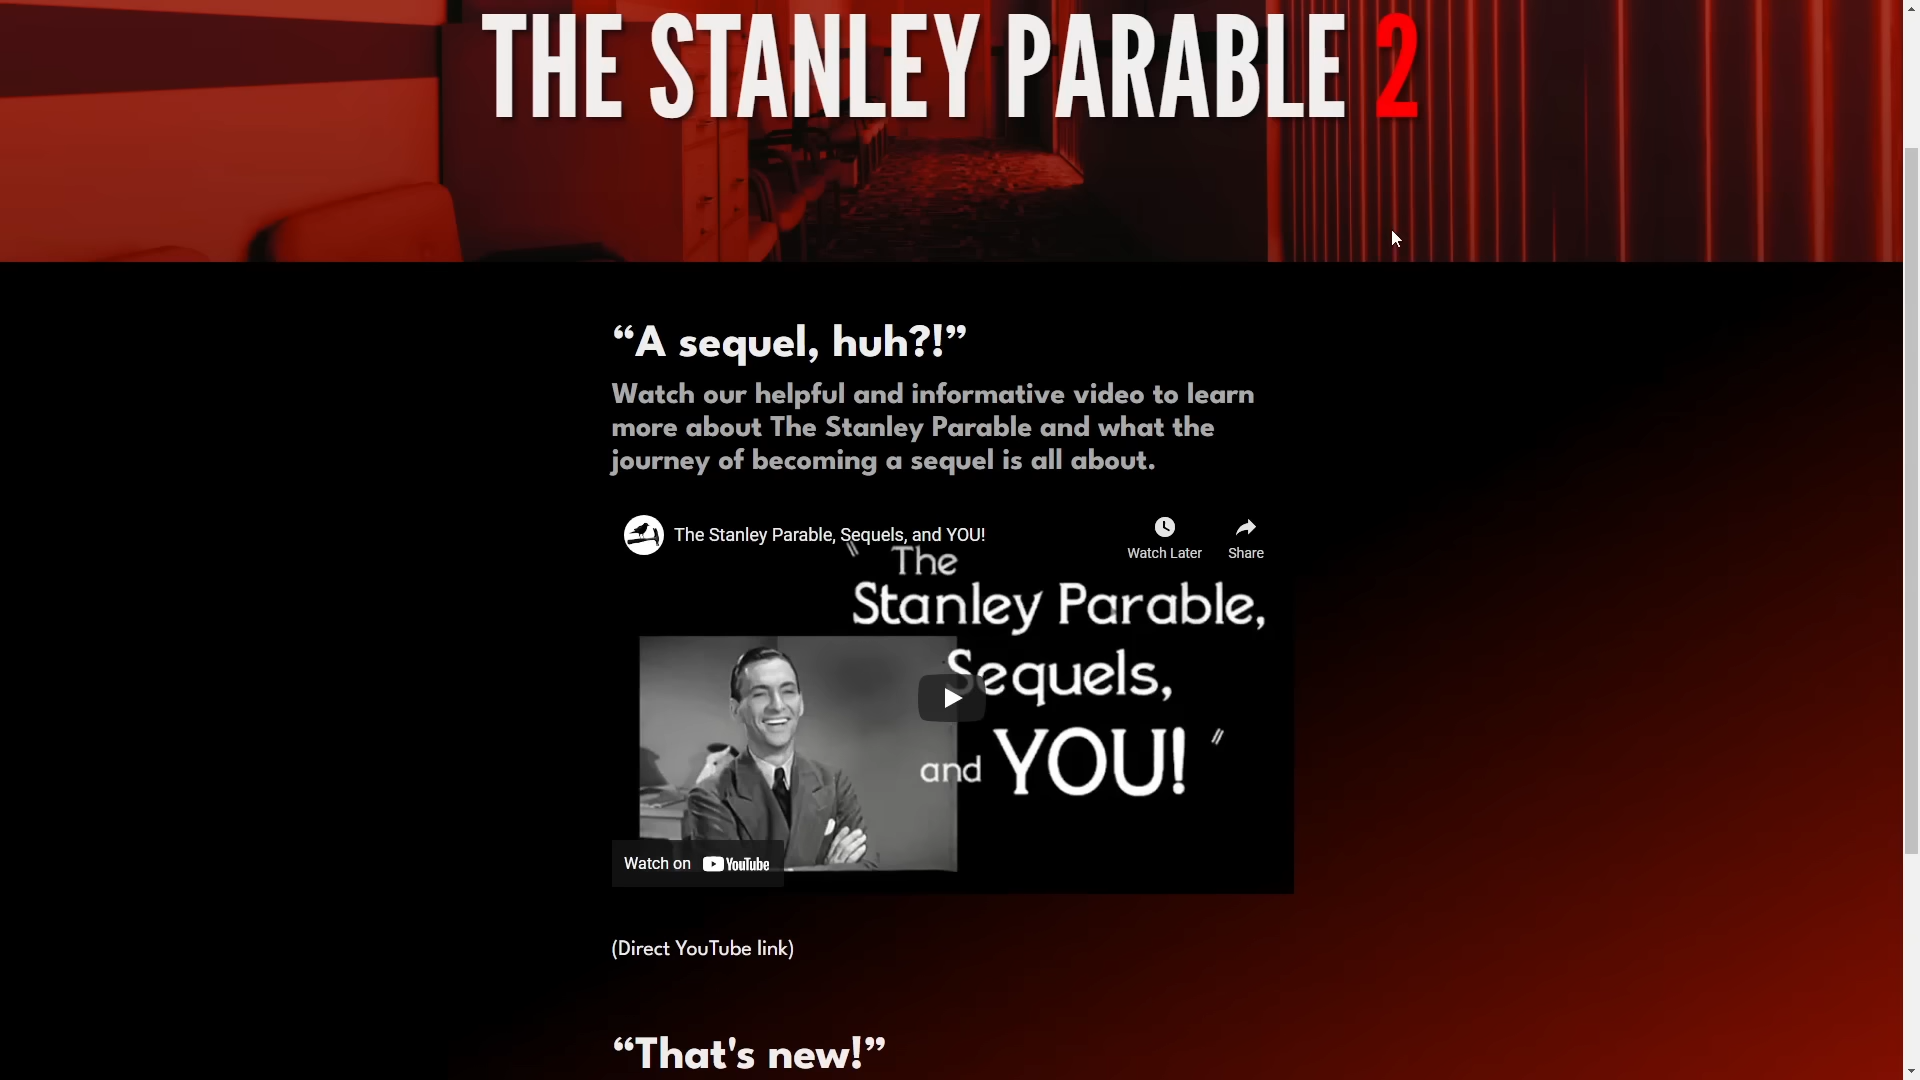 THE STANLEY PARABLE 2
“A sequel, huh?!”
Watch our helpful and informative video to learn
more about The Stanley Parable and what the
journey of becoming a sequel is all about.
The Stanley Parable, Sequels, and YOU!
Watch Later
Share
" The
Stanley Parable,
Sequels,
and YOU! "
Watch on YouTube
(Direct YouTube link)
“That's new!”